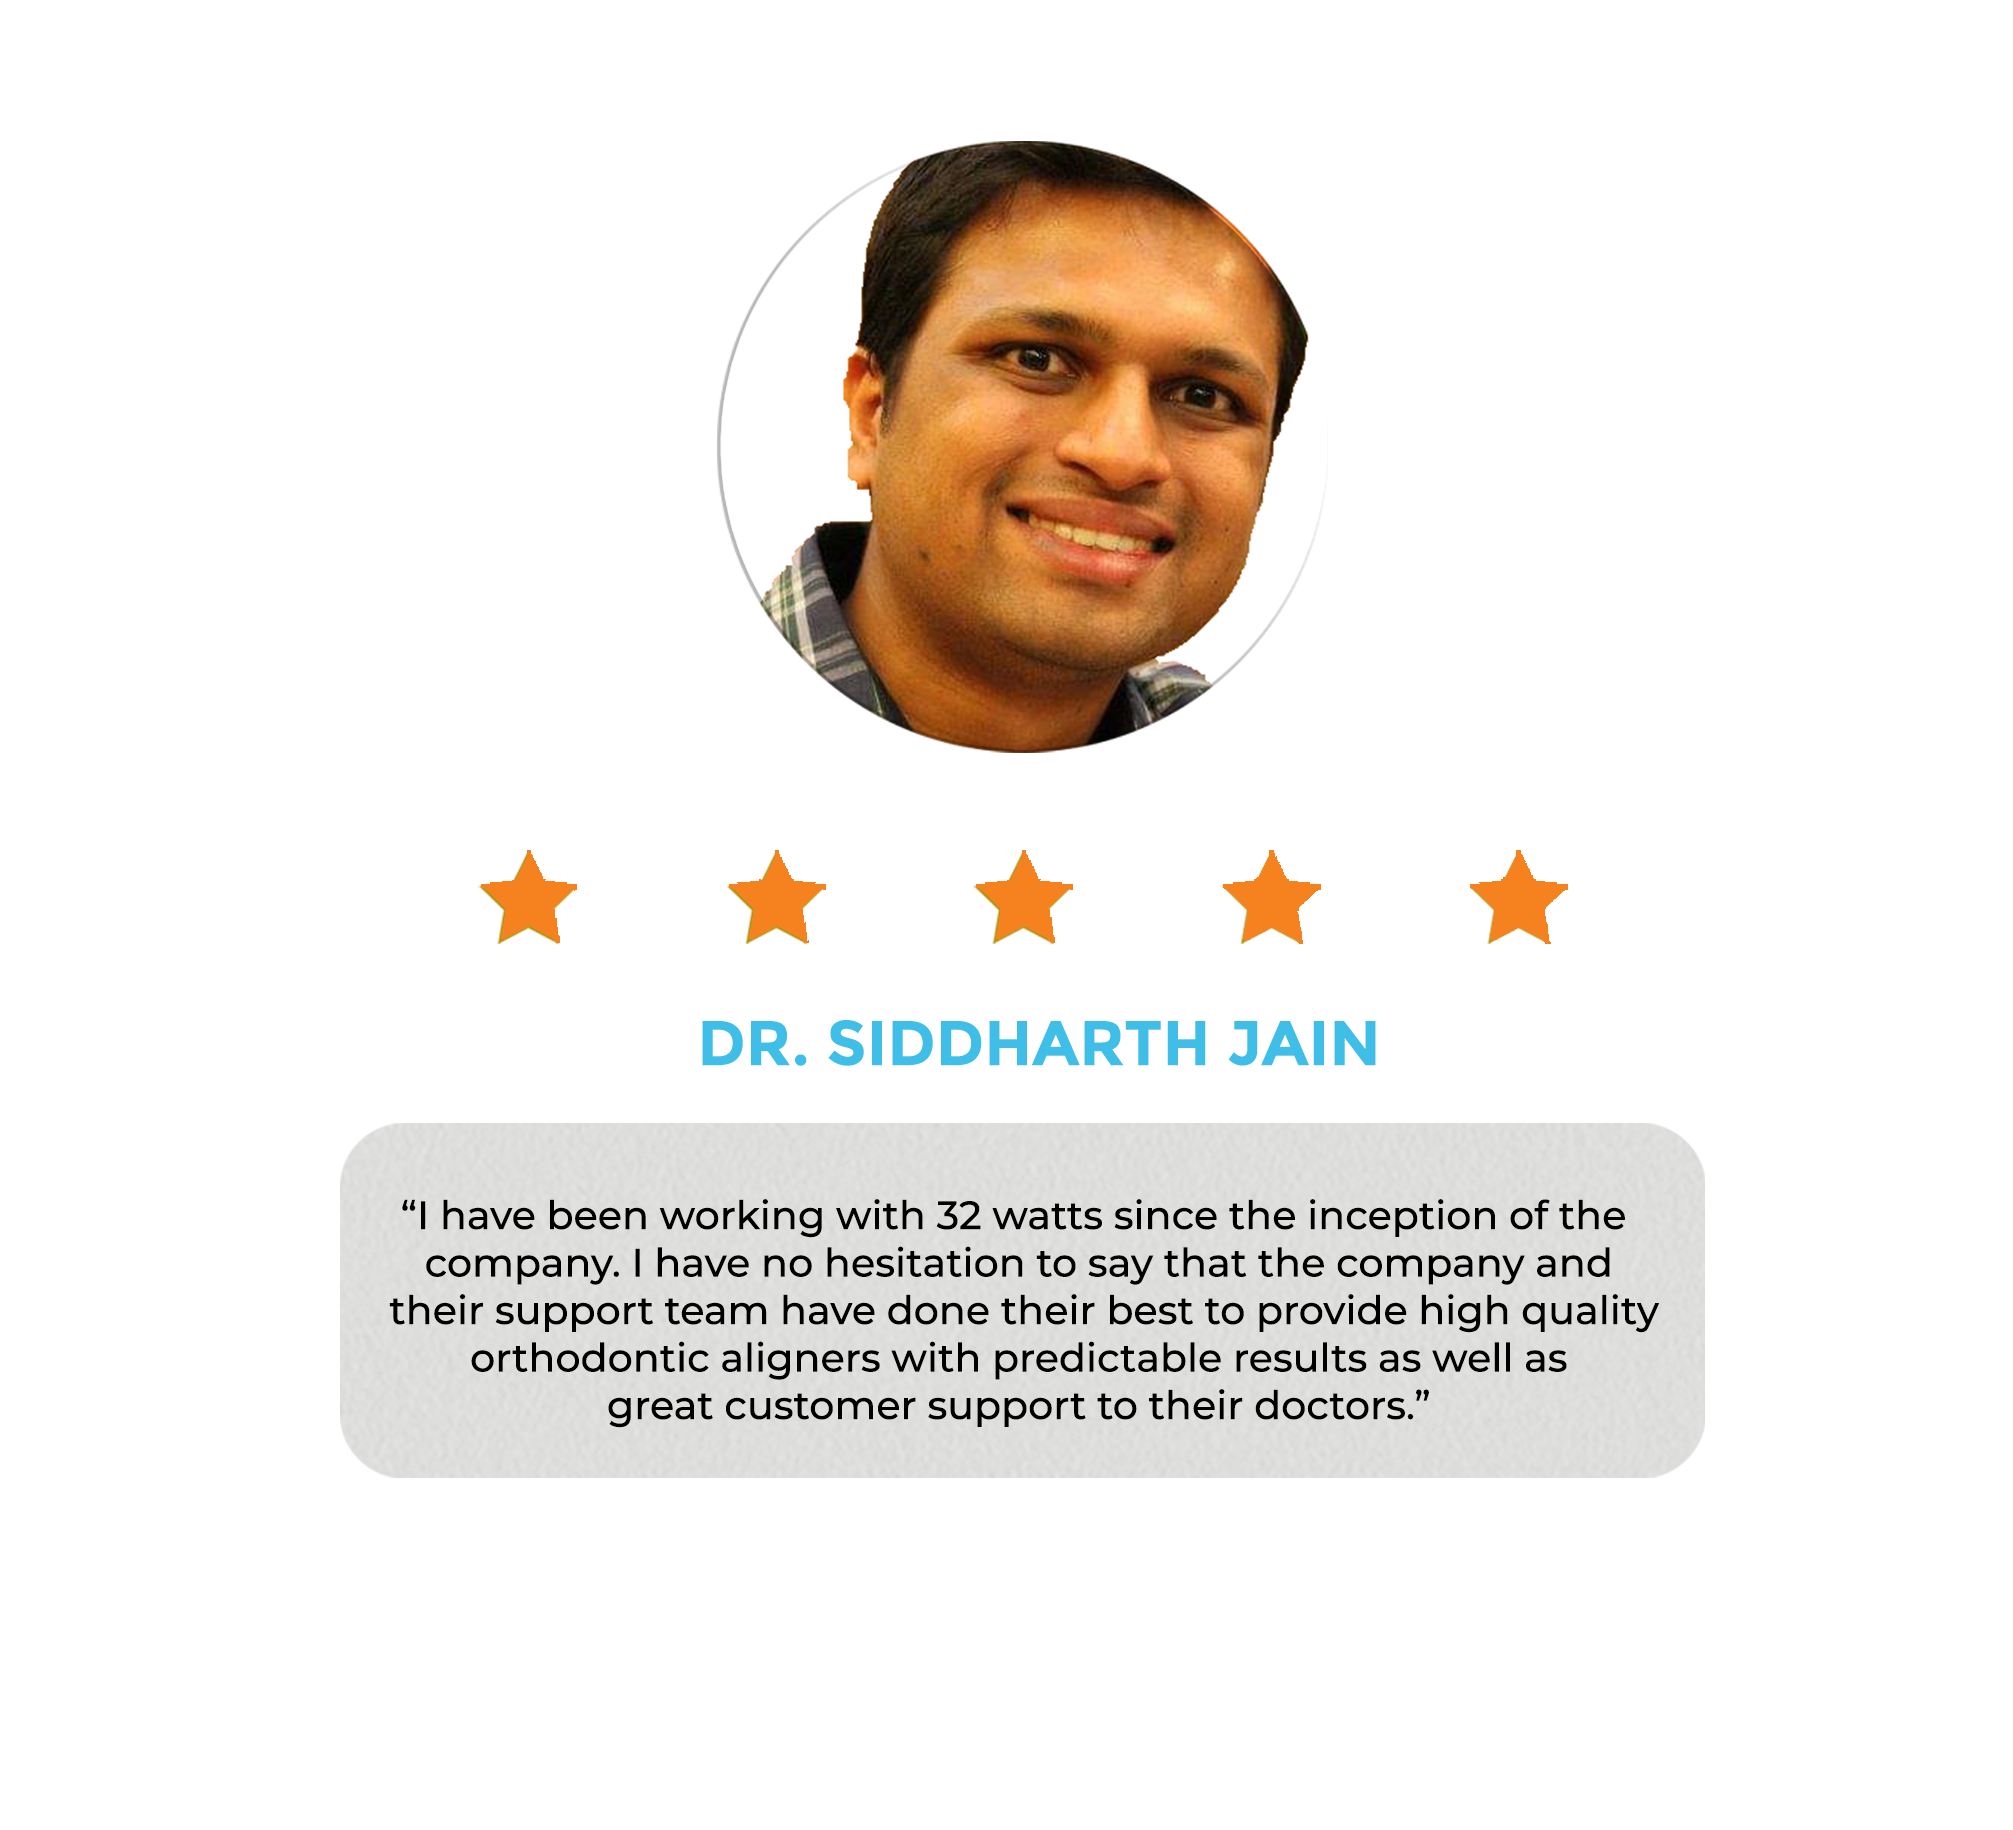 DR. SIDDHARTH JAIN
“I have been working with 32 watts since the inception of the
company. I have no hesitation to say that the company and
their support team have done their best to provide high quality
orthodontic aligners with predictable results as well as
great customer support to their doctors.”